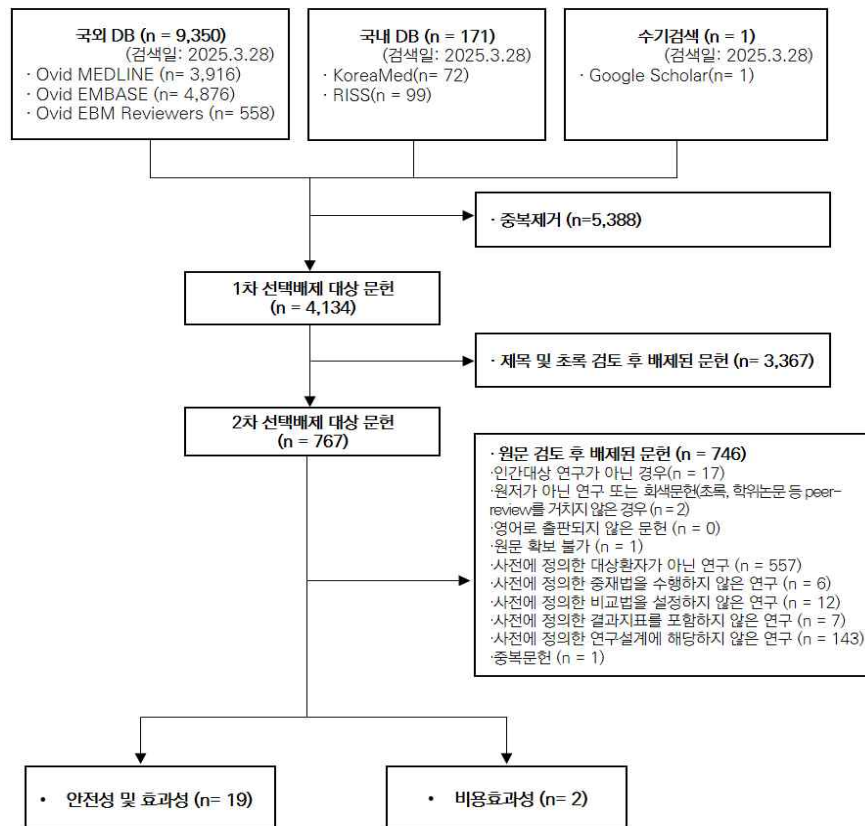 국외 DB (n = 9,350)
(검색일: 2025.3.28)
· Ovid MEDLINE (n= 3,916)
· Ovid EMBASE (n= 4,876)
· Ovid EBM Reviewers (n= 558)
국내 DB (n = 171)
(검색일: 2025.3.28)
· KoreaMed(n= 72)
· RISS(n = 99)
수기검색 (n = 1)
(검색일: 2025.3.28)
· Google Scholar(n= 1)
· 중복제거 (n=5,388)
1차 선택배제 대상 문헌
(n = 4,134)
· 제목 및 초록 검토 후 배제된 문헌 (n= 3,367)
2차 선택배제 대상 문헌
(n = 767)
· 원문 검토 후 배제된 문헌 (n = 746)
·인간대상 연구가 아닌 경우(n = 17)
·원저가 아닌 연구 또는 회색문헌(초록, 학위논문 등 peer-
review를 거치지 않은 경우 (n = 2)
·영어로 출판되지 않은 문헌 (n = 0)
·원문 확보 불가 (n = 1)
·사전에 정의한 대상환자가 아닌 연구 (n = 557)
·사전에 정의한 중재법을 수행하지 않은 연구 (n = 6)
·사전에 정의한 비교법을 설정하지 않은 연구 (n = 12)
·사전에 정의한 결과지표를 포함하지 않은 연구 (n = 7)
·사전에 정의한 연구설계에 해당하지 않은 연구 (n = 143)
·중복문헌 (n = 1)
• 안전성 및 효과성 (n= 19)
• 비용효과성 (n= 2)